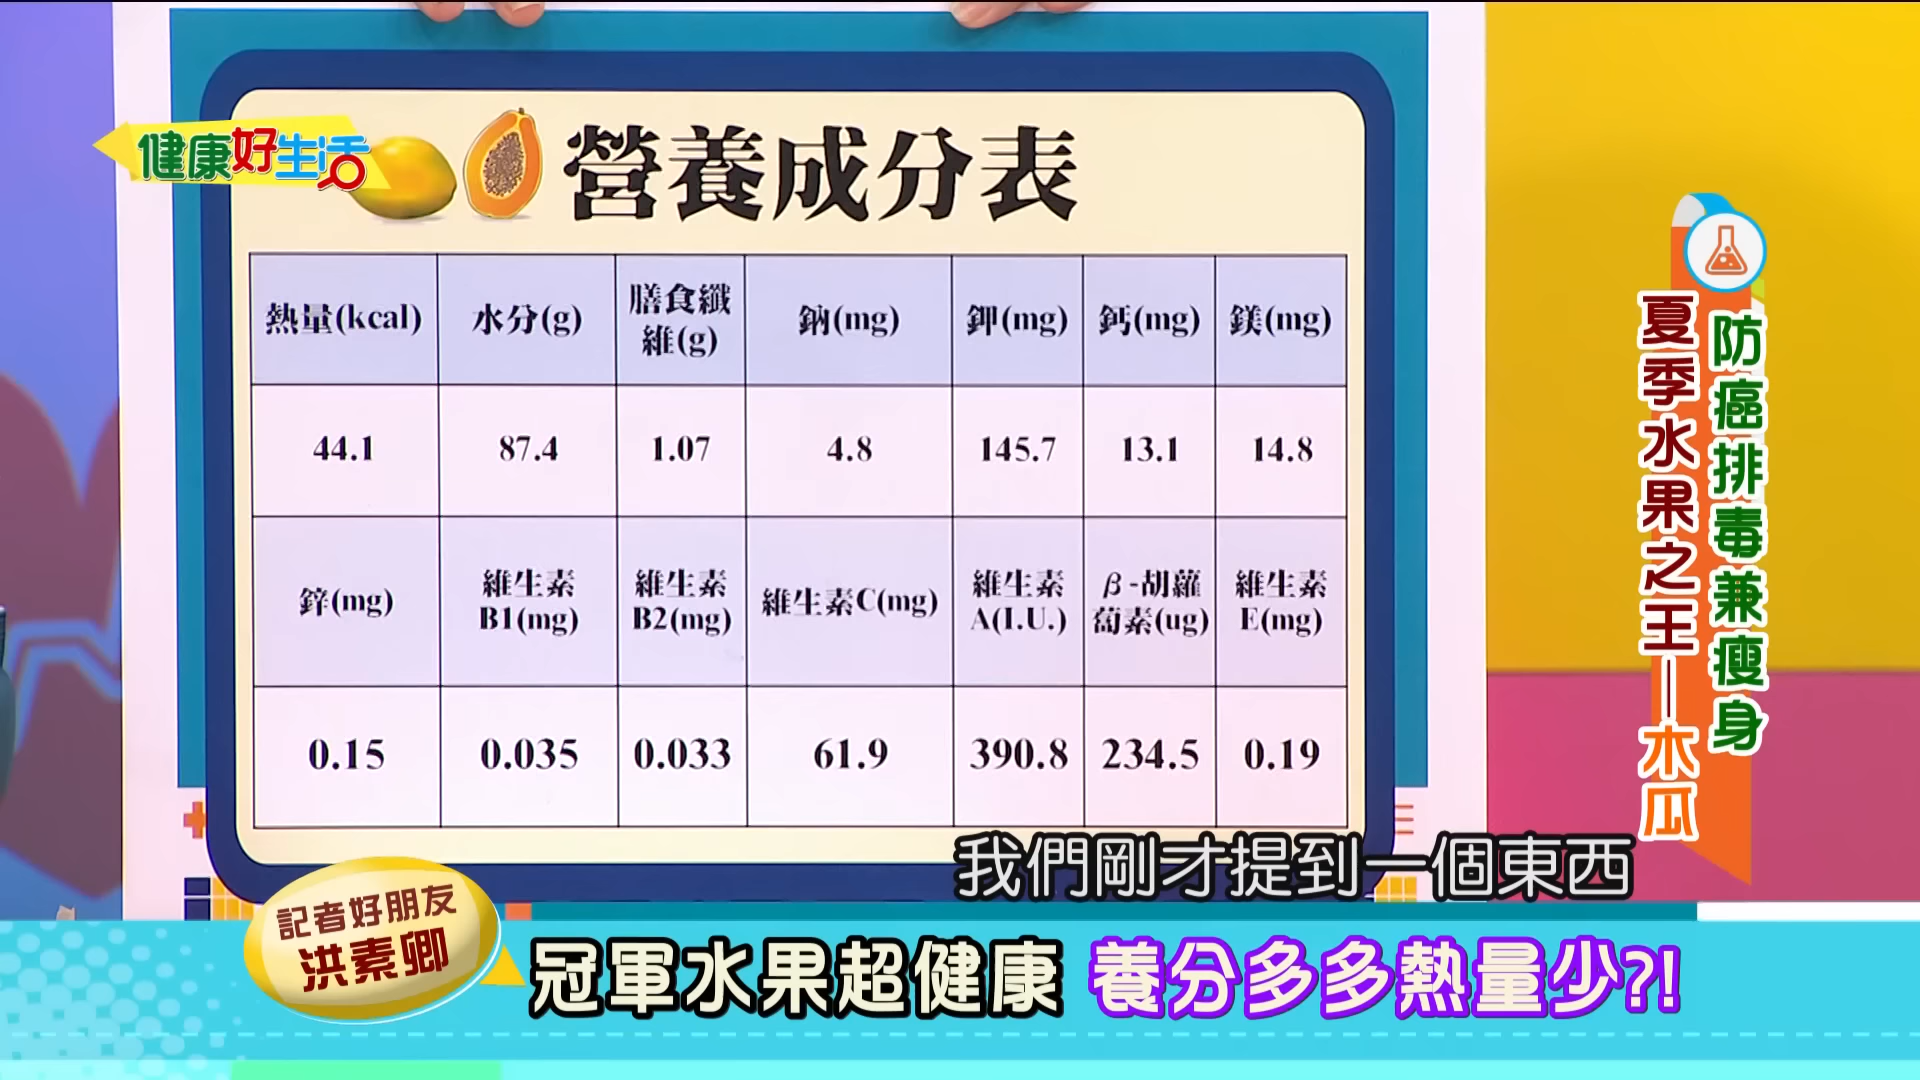 健康好生活
營養成分表
熱量(kcal) 水分(g) 膳食纖維(g) 鈉(mg) 鉀(mg) 鈣(mg) 鎂(mg)
44.1 87.4 1.07 4.8 145.7 13.1 14.8
鋅(mg) 維生素B1(mg) 維生素B2(mg) 維生素C(mg) 維生素A(I.U.) β-胡蘿蔔素(ug) 維生素E(mg)
0.15 0.035 0.033 61.9 390.8 234.5 0.19
防癌排毒兼瘦身
夏季水果之王—木瓜
我們剛才提到一個東西
記者好朋友
洪素卿
冠軍水果超健康 養分多多熱量少?!